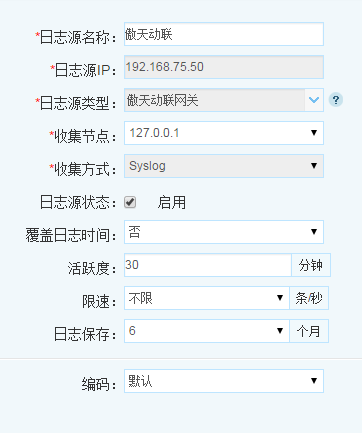 *日志源名称： 傲天动联
*日志源IP： 192.168.75.50
*日志源类型： 傲天动联网关 ?
*收集节点： 127.0.0.1
*收集方式： Syslog
日志源状态： 启用
覆盖日志时间： 否
活跃度： 30 分钟
限速： 不限 条/秒
日志保存： 6 个月
编码： 默认